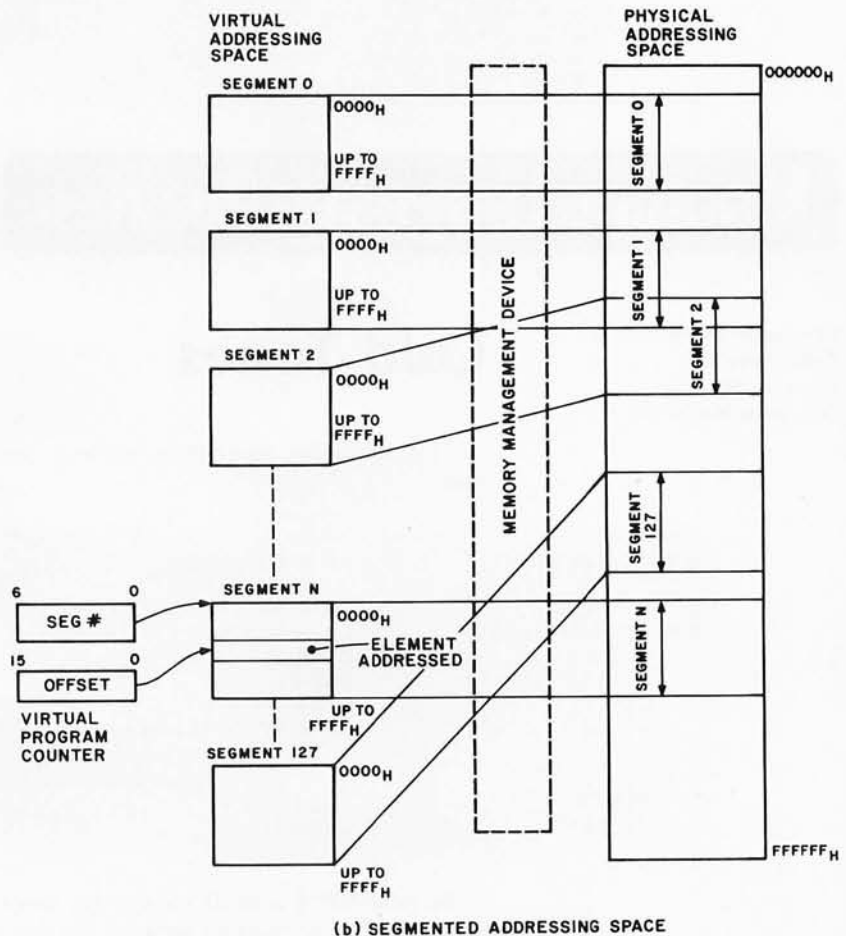 VIRTUAL
ADDRESSING
SPACE
PHYSICAL
ADDRESSING
SPACE
SEGMENT 0
0000H
UP TO
FFFFH
SEGMENT 1
0000H
UP TO
FFFFH
SEGMENT 2
0000H
UP TO
FFFFH
SEGMENT N
0000H
ELEMENT
ADDRESSED
UP TO
FFFFH
SEGMENT 127
0000H
UP TO
FFFFH
6 0
SEG #
15 0
OFFSET
VIRTUAL
PROGRAM
COUNTER
MEMORY MANAGEMENT DEVICE
000000H
SEGMENT 0
SEGMENT 1
SEGMENT 2
SEGMENT
127
SEGMENT N
FFFFFFH
(b) SEGMENTED ADDRESSING SPACE